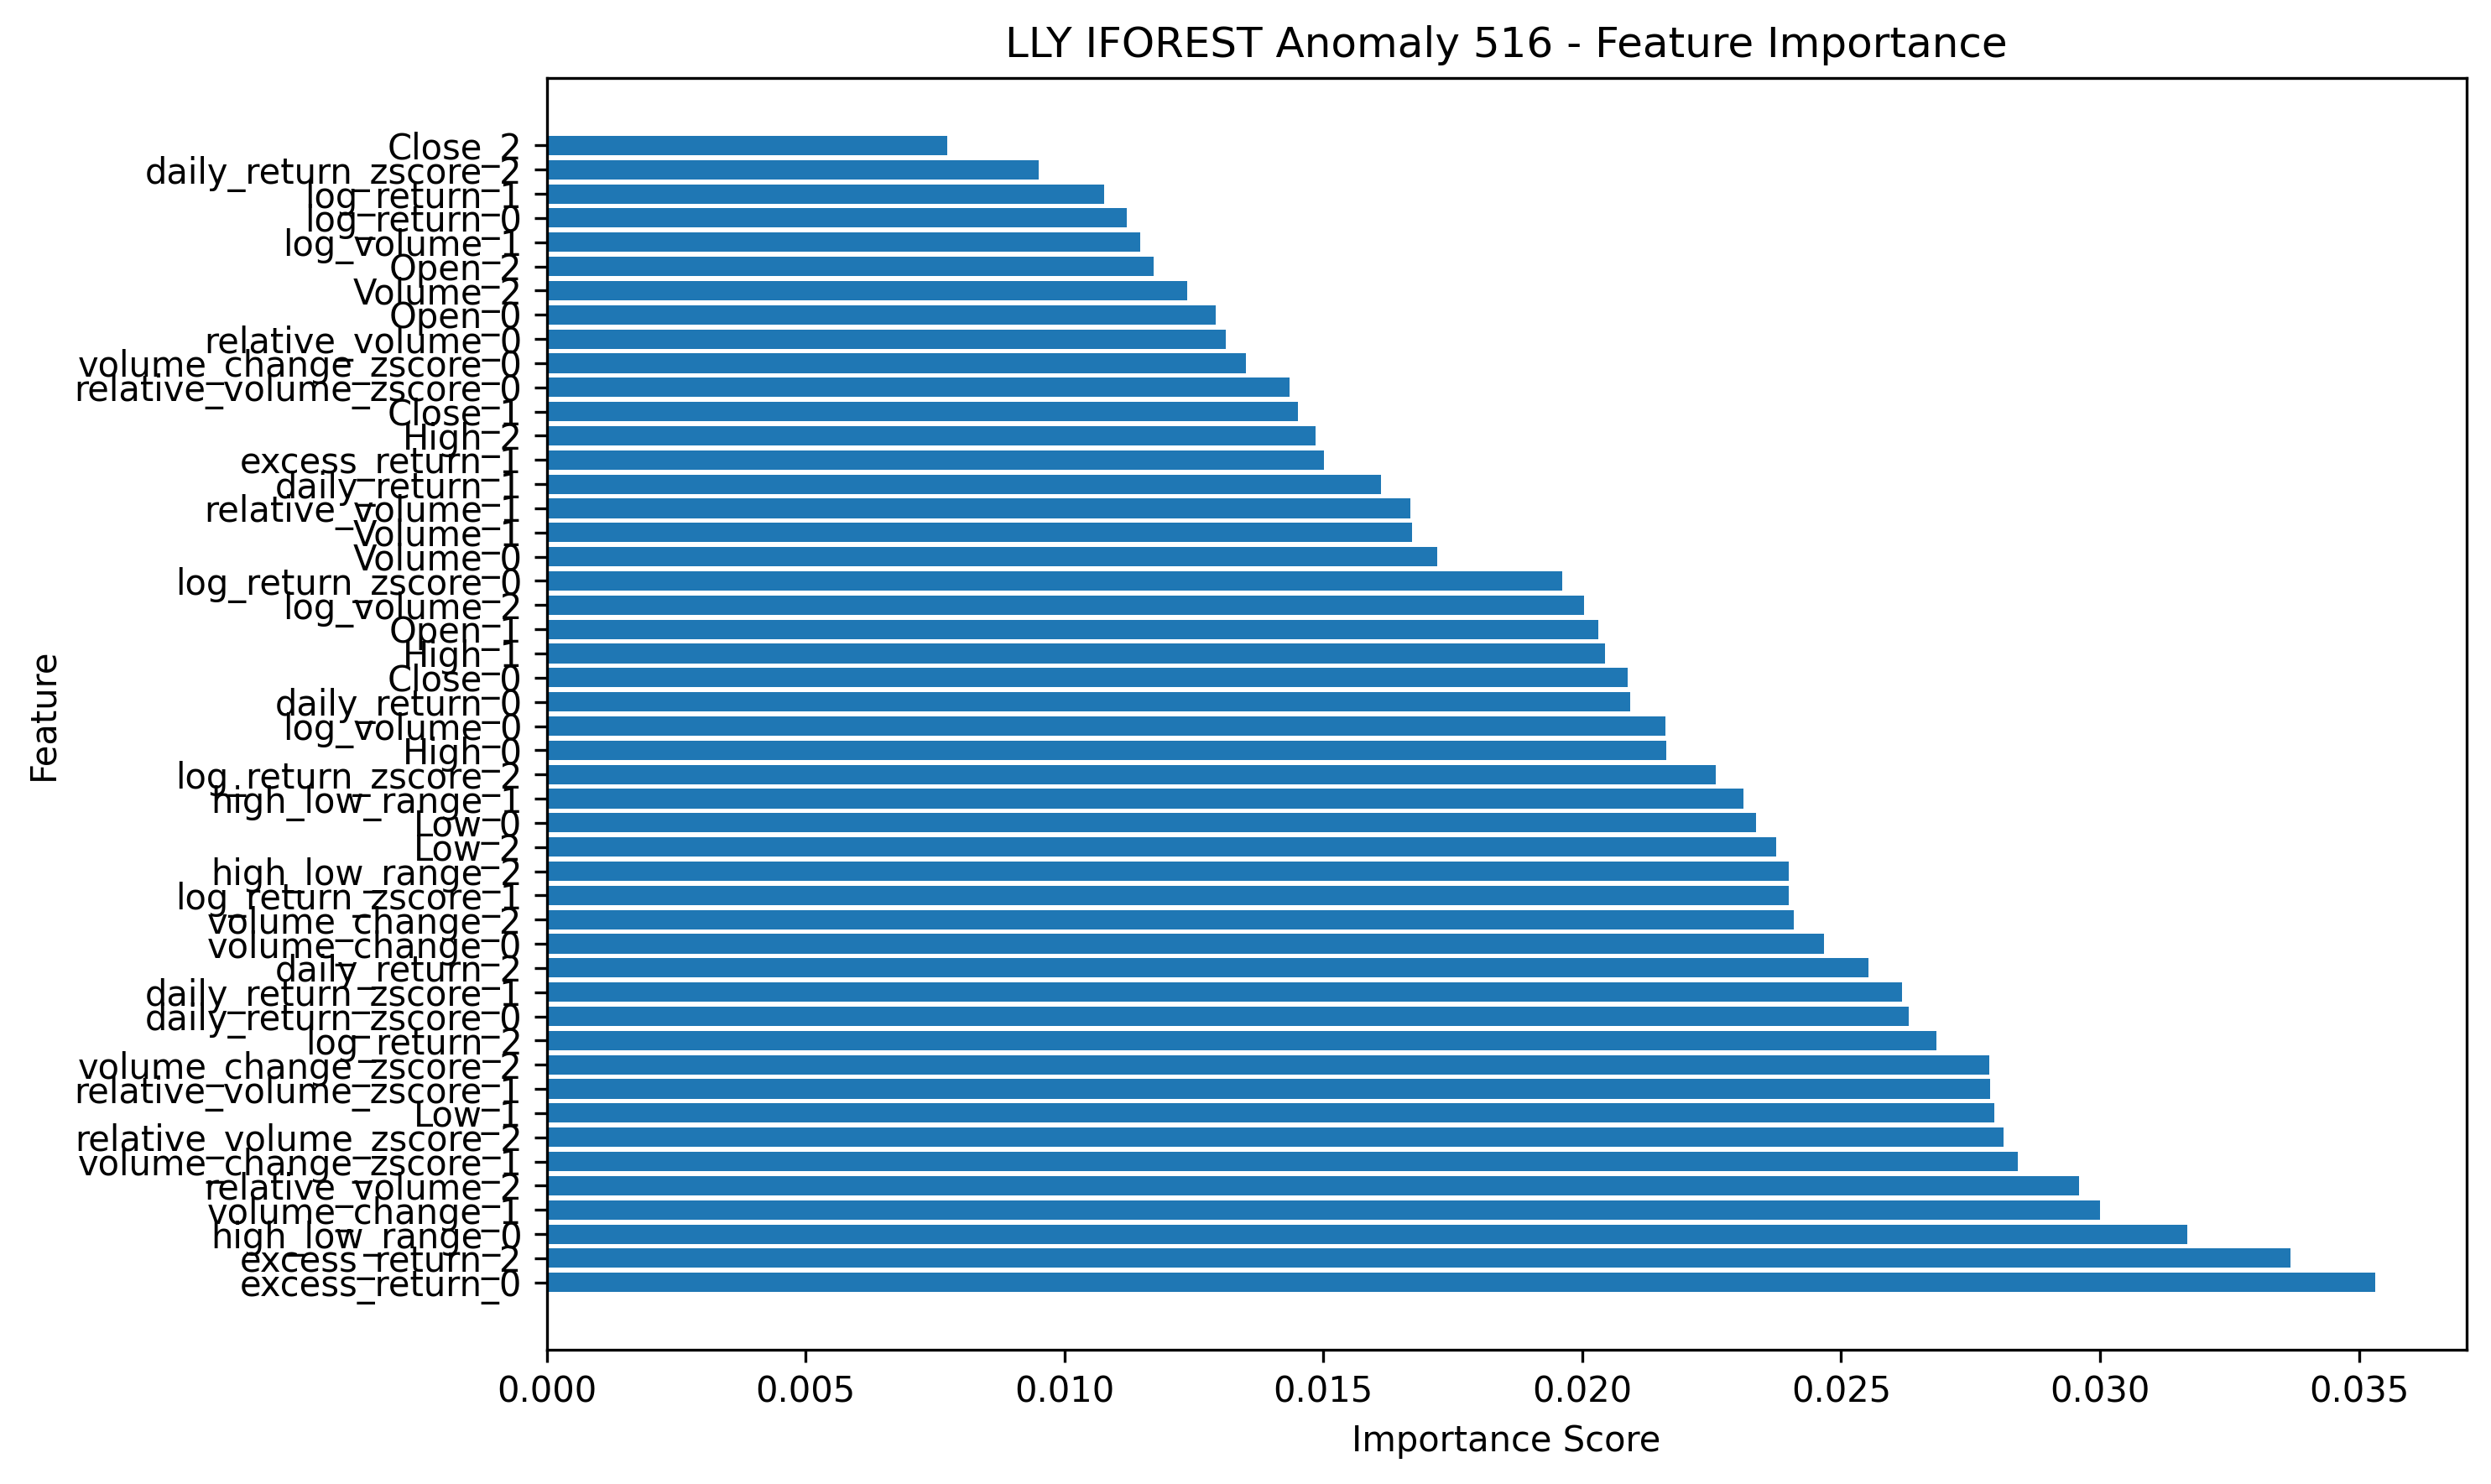 LLY IFOREST Anomaly 516 - Feature Importance
Close_2
daily_return_zscore_2
log_return_1
log_return_0
log_volume_1
Open_2
Volume_2
Open_0
relative_volume_0
volume_change_zscore_0
relative_volume_zscore_0
Close_1
High_2
excess_return_1
daily_return_1
relative_volume_1
Volume_1
Volume_0
log_return_zscore_0
log_volume_2
Open_1
High_1
Close_0
daily_return_0
log_volume_0
High_0
log_return_zscore_2
high_low_range_1
Low_0
Low_2
high_low_range_2
log_return_zscore_1
volume_change_2
volume_change_0
daily_return_2
daily_return_zscore_1
daily_return_zscore_0
log_return_2
volume_change_zscore_2
relative_volume_zscore_1
Low_1
relative_volume_zscore_2
volume_change_zscore_1
relative_volume_2
volume_change_1
high_low_range_0
excess_return_2
excess_return_0
Feature
0.000 0.005 0.010 0.015 0.020 0.025 0.030 0.035
Importance Score